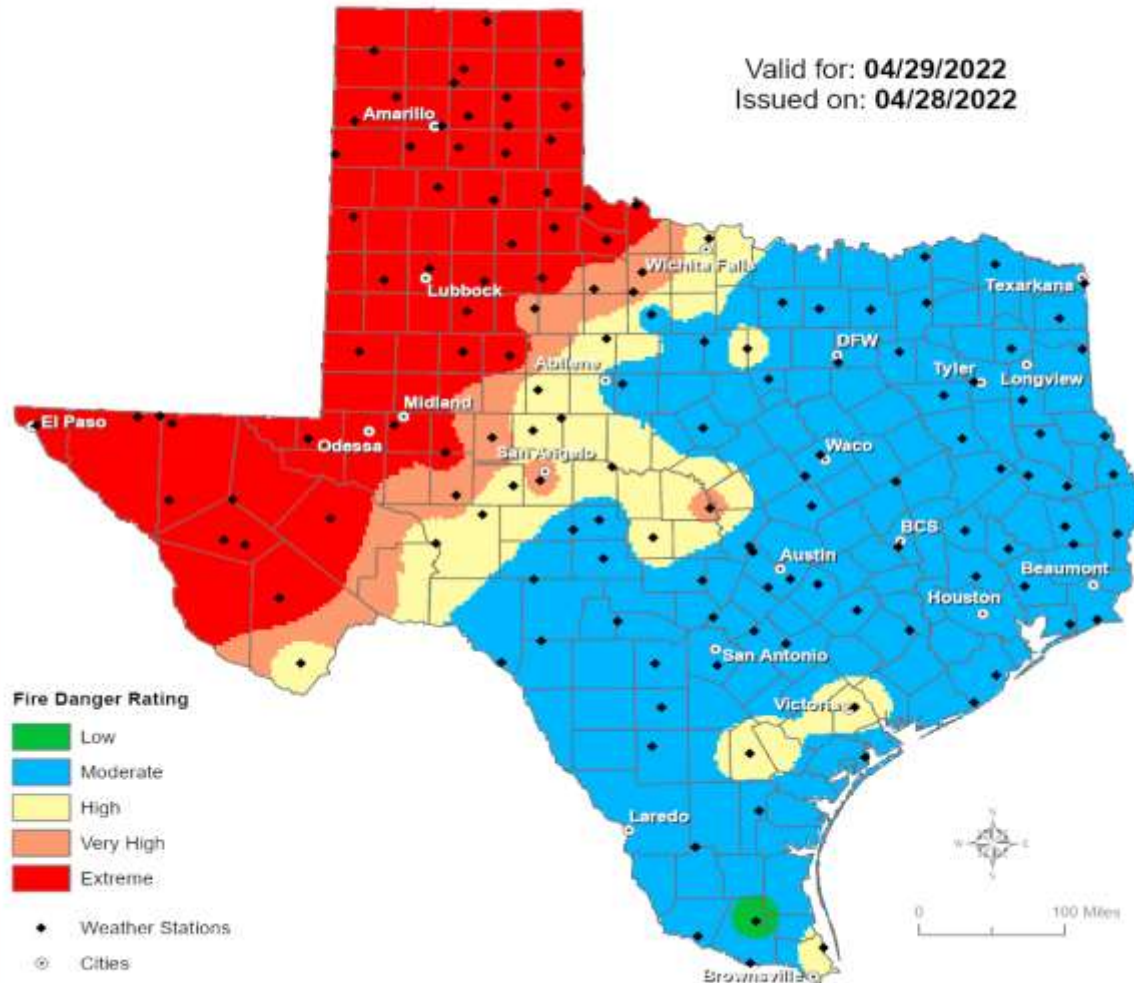 Valid for: 04/29/2022
Issued on: 04/28/2022
Amarillo
Wichita Falls
Lubbock
Texarkana
DFW
Abilene
Tyler
Longview
Midland
El Paso
Odessa
San Angelo
Waco
BCS
Austin
Beaumont
Houston
San Antonio
Fire Danger Rating
Low
Moderate
High
Very High
Extreme
Weather Stations
Cities
Victoria
Laredo
Brownsville
N
W
E
S
0 100 Miles